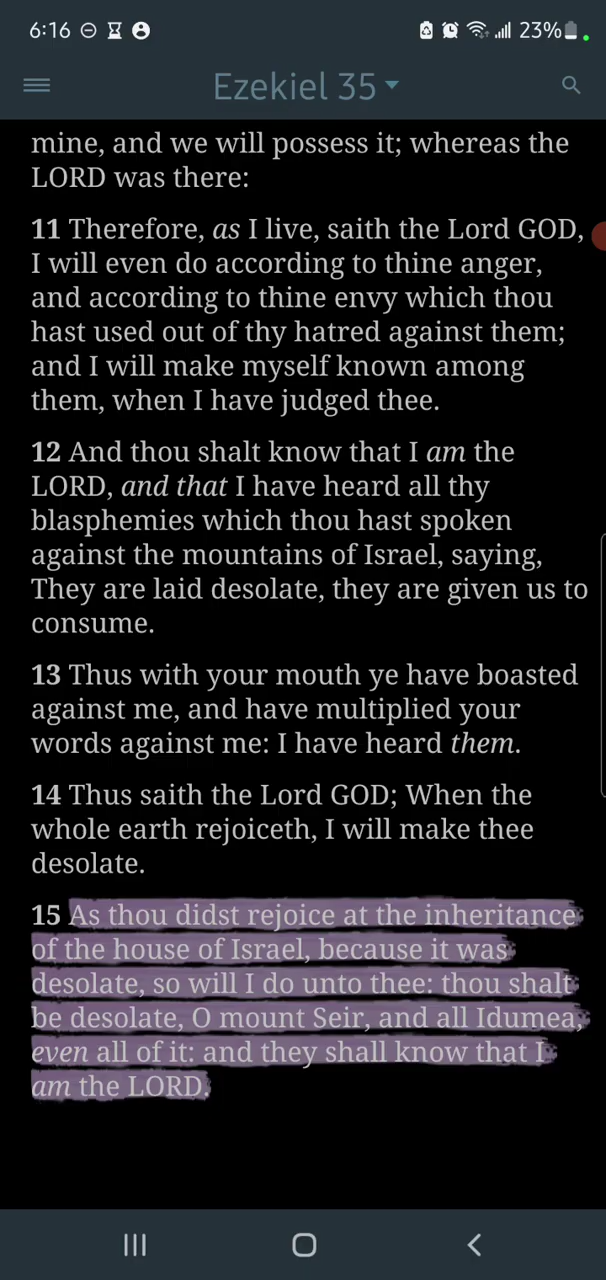 6:16 23%
Ezekiel 35
mine, and we will possess it; whereas the
LORD was there:
11 Therefore, as I live, saith the Lord GOD,
I will even do according to thine anger,
and according to thine envy which thou
hast used out of thy hatred against them;
and I will make myself known among
them, when I have judged thee.
12 And thou shalt know that I am the
LORD, and that I have heard all thy
blasphemies which thou hast spoken
against the mountains of Israel, saying,
They are laid desolate, they are given us to
consume.
13 Thus with your mouth ye have boasted
against me, and have multiplied your
words against me: I have heard them.
14 Thus saith the Lord GOD; When the
whole earth rejoiceth, I will make thee
desolate.
15 As thou didst rejoice at the inheritance
of the house of Israel, because it was
desolate, so will I do unto thee: thou shalt
be desolate, O mount Seir, and all Idumea,
even all of it: and they shall know that I
am the LORD.